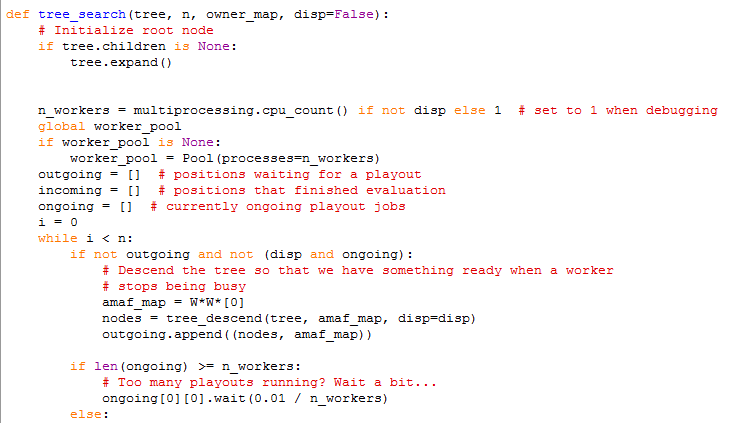 def tree_search(tree, n, owner_map, disp=False):
    # Initialize root node
    if tree.children is None:
        tree.expand()
    n_workers = multiprocessing.cpu_count() if not disp else 1  # set to 1 when debugging
    global worker_pool
    if worker_pool is None:
        worker_pool = Pool(processes=n_workers)
    outgoing = []  # positions waiting for a playout
    incoming = []  # positions that finished evaluation
    ongoing = []  # currently ongoing playout jobs
    i = 0
    while i < n:
        if not outgoing and not (disp and ongoing):
            # Descend the tree so that we have something ready when a worker
            # stops being busy
            amaf_map = W*W*[0]
            nodes = tree_descend(tree, amaf_map, disp=disp)
            outgoing.append((nodes, amaf_map))
        if len(ongoing) >= n_workers:
            # Too many playouts running? Wait a bit...
            ongoing[0][0].wait(0.01 / n_workers)
        else: